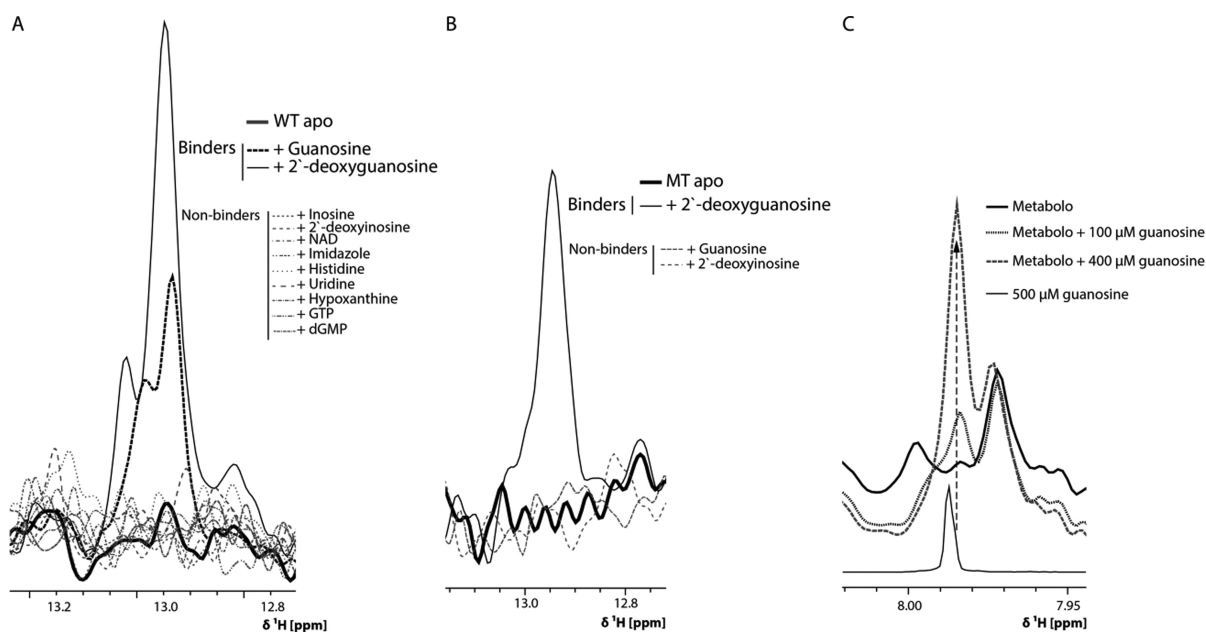 A
WT apo
Binders
+ Guanosine
+ 2`-deoxyguanosine
Non-binders
+ Inosine
+ 2`-deoxyinosine
+ NAD
+ Imidazole
+ Histidine
+ Uridine
+ Hypoxanthine
+ GTP
+ dGMP
13.2 13.0 12.8
δ ¹H [ppm]
B
MT apo
Binders
+ 2`-deoxyguanosine
Non-binders
+ Guanosine
+ 2`-deoxyinosine
13.0 12.8
δ ¹H [ppm]
C
Metabolo
Metabolo + 100 µM guanosine
Metabolo + 400 µM guanosine
500 µM guanosine
8.00 7.95
δ ¹H [ppm]